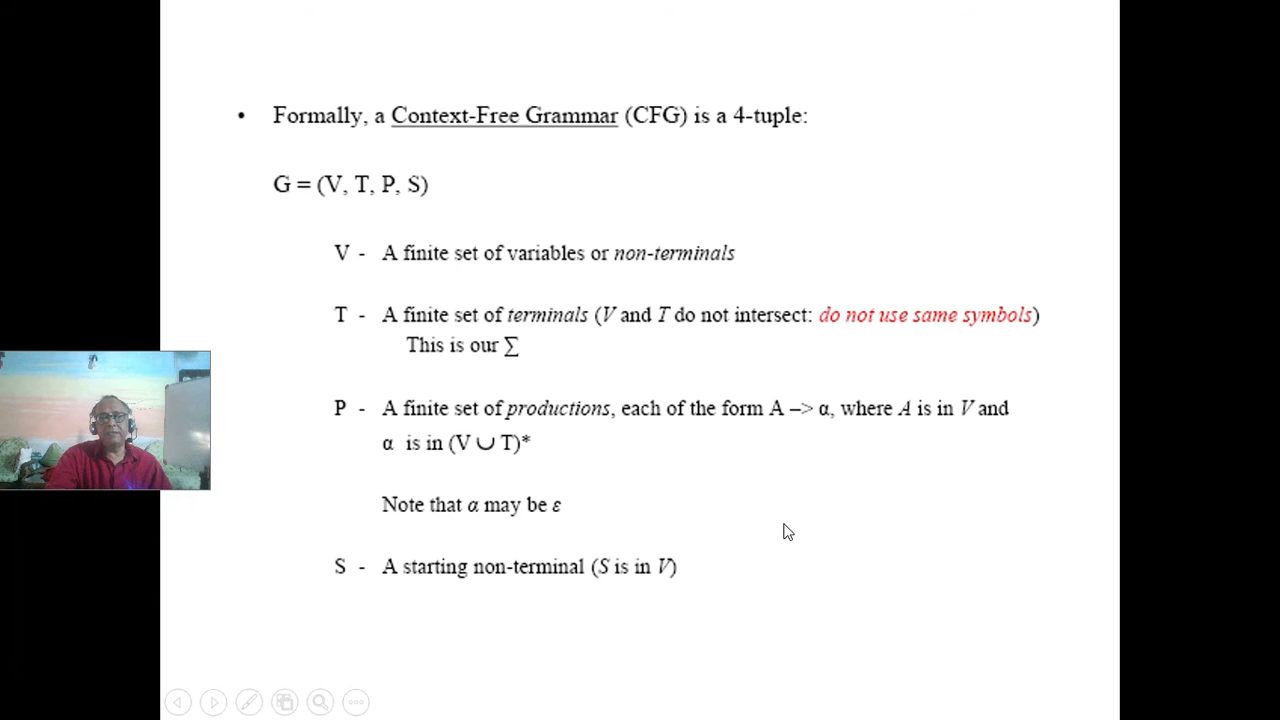 • Formally, a Context-Free Grammar (CFG) is a 4-tuple:
G = (V, T, P, S)
V - A finite set of variables or non-terminals
T - A finite set of terminals (V and T do not intersect: do not use same symbols)
This is our ∑
P - A finite set of productions, each of the form A –> α, where A is in V and
α is in (V ∪ T)*
Note that α may be ε
S - A starting non-terminal (S is in V)